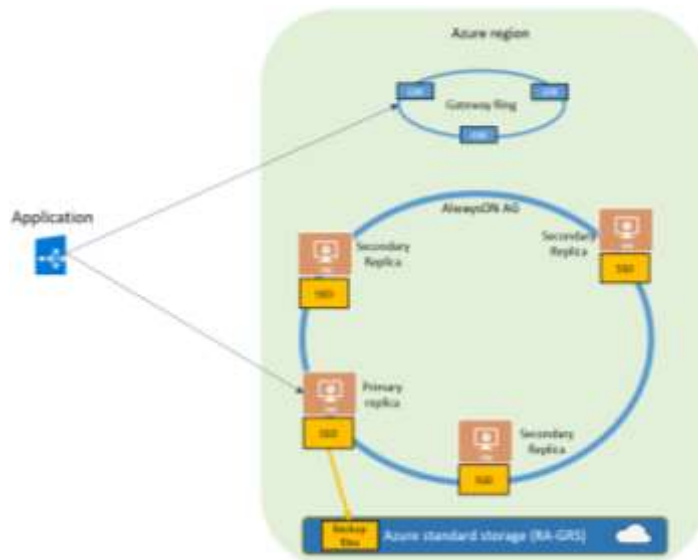 Azure region
Gateway Ring
Application
AlwaysON AG
Secondary
Replica
SSD
Secondary
Replica
SSD
Primary
replica
SSD
Secondary
Replica
SSD
Backup
files
Azure standard storage (RA-GRS)